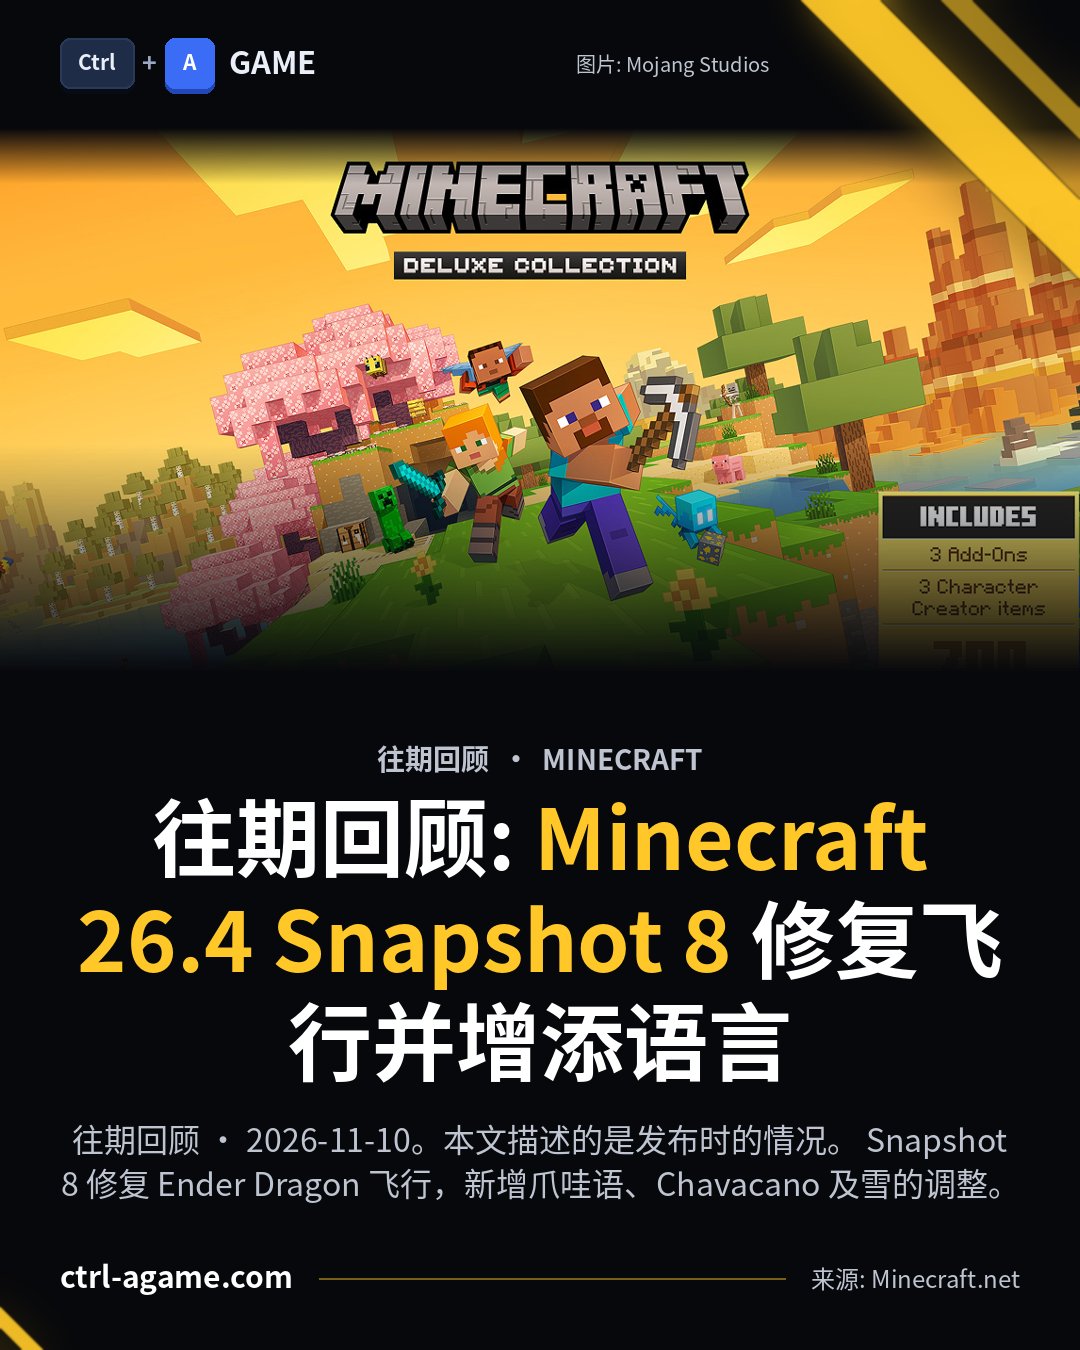 Ctrl + A GAME
图片: Mojang Studios
MINECRAFT
DELUXE COLLECTION
INCLUDES
3 Add-Ons
3 Character
Creator items
往期回顾 • MINECRAFT
往期回顾: Minecraft
26.4 Snapshot 8 修复飞
行并增添语言
往期回顾 • 2026-11-10。本文描述的是发布时的情况。 Snapshot
8 修复 Ender Dragon 飞行，新增爪哇语、Chavacano 及雪的调整。
ctrl-agame.com
来源: Minecraft.net